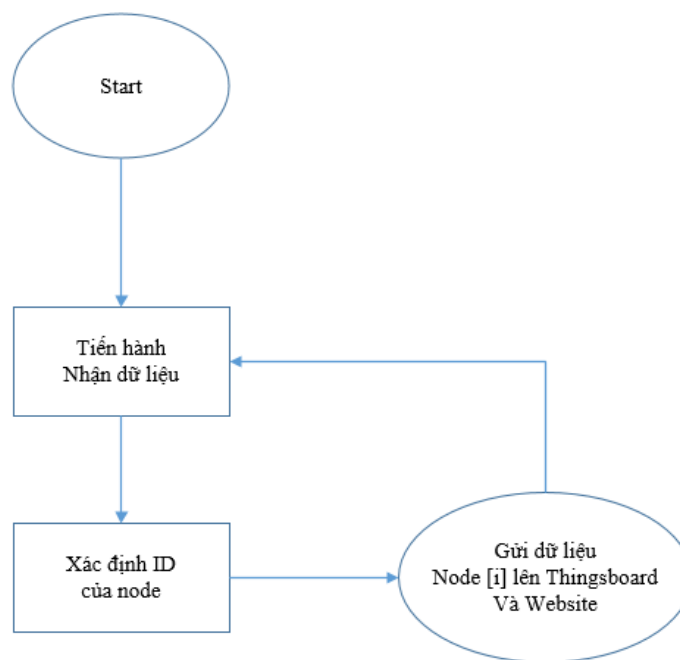 Start
Tiến hành
Nhận dữ liệu
Xác định ID
của node
Gửi dữ liệu
Node [i] lên Thingsboard
Và Website